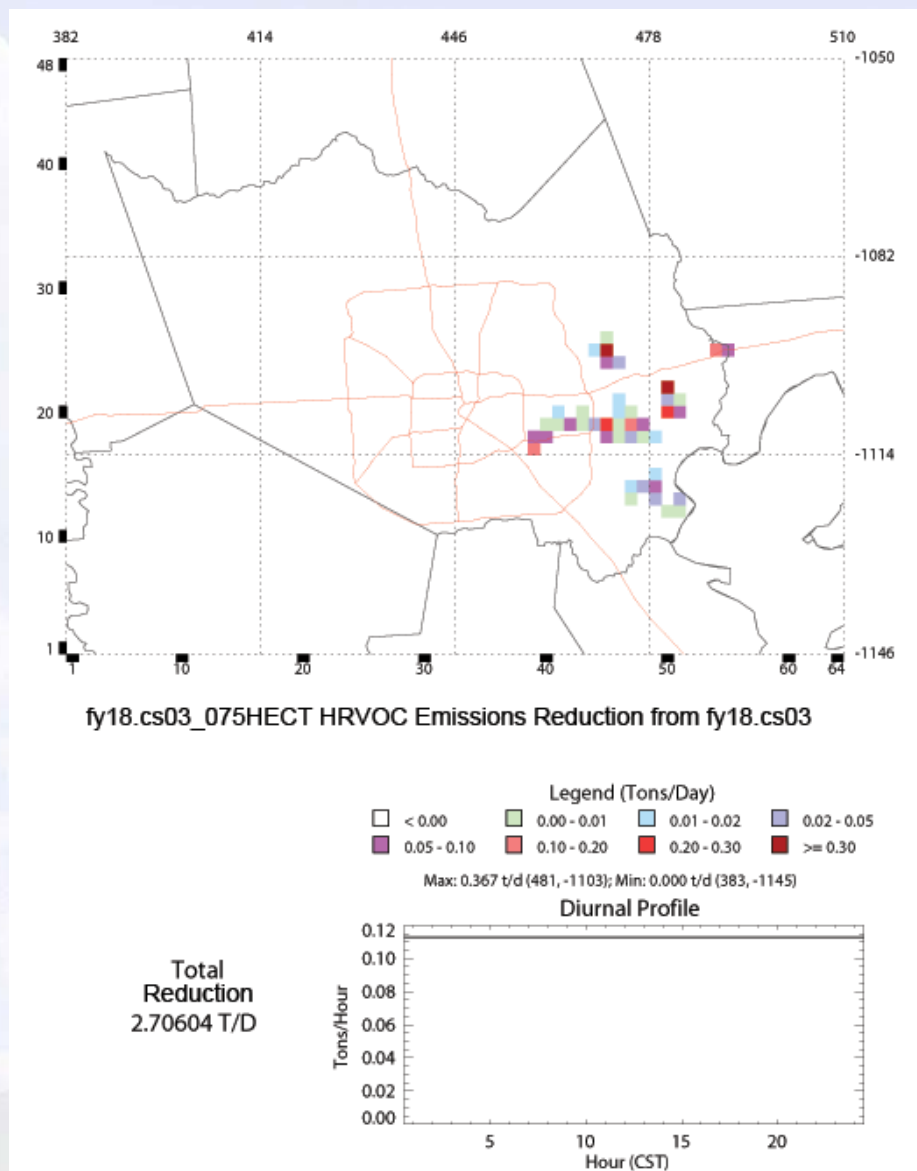 382 414 446 478 510
48 -1050
40
-1082
30
20
-1114
10
1 -1146
1 10 20 30 40 50 60 64
fy18.cs03_075HECT HRVOC Emissions Reduction from fy18.cs03
Legend (Tons/Day)
< 0.00 0.00 - 0.01 0.01 - 0.02 0.02 - 0.05
0.05 - 0.10 0.10 - 0.20 0.20 - 0.30 >= 0.30
Max: 0.367 t/d (481, -1103); Min: 0.000 t/d (383, -1145)
Diurnal Profile
Total
Reduction
2.70604 T/D
Tons/Hour
0.12
0.10
0.08
0.06
0.04
0.02
0.00
5 10 15 20
Hour (CST)